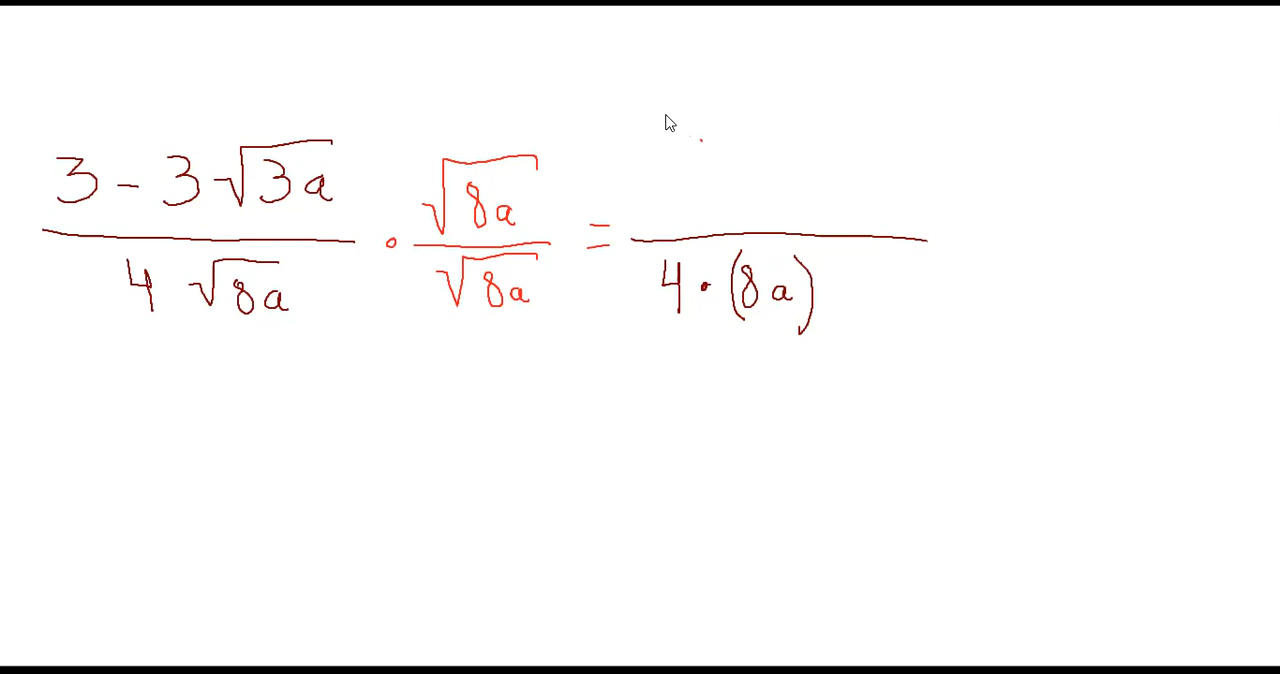 3 - 3√3a / 4√8a · √8a / √8a = / 4 · (8a)